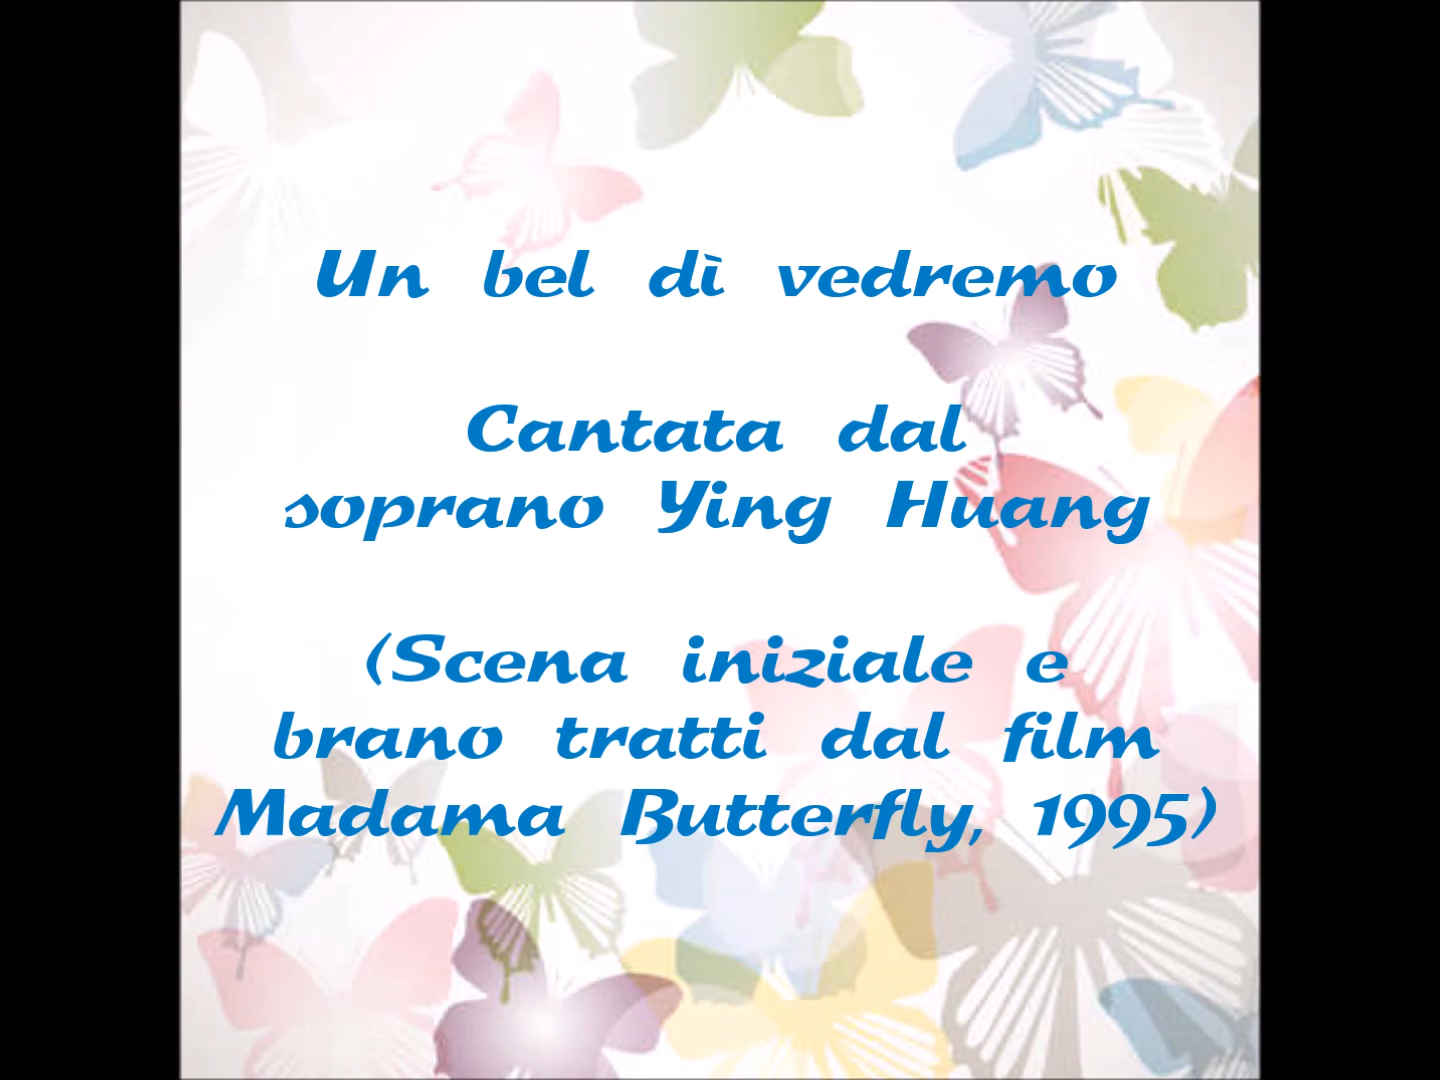 Un bel dì vedremo
Cantata dal
soprano Ying Huang
(Scena iniziale e
brano tratti dal film
Madama Butterfly, 1995)